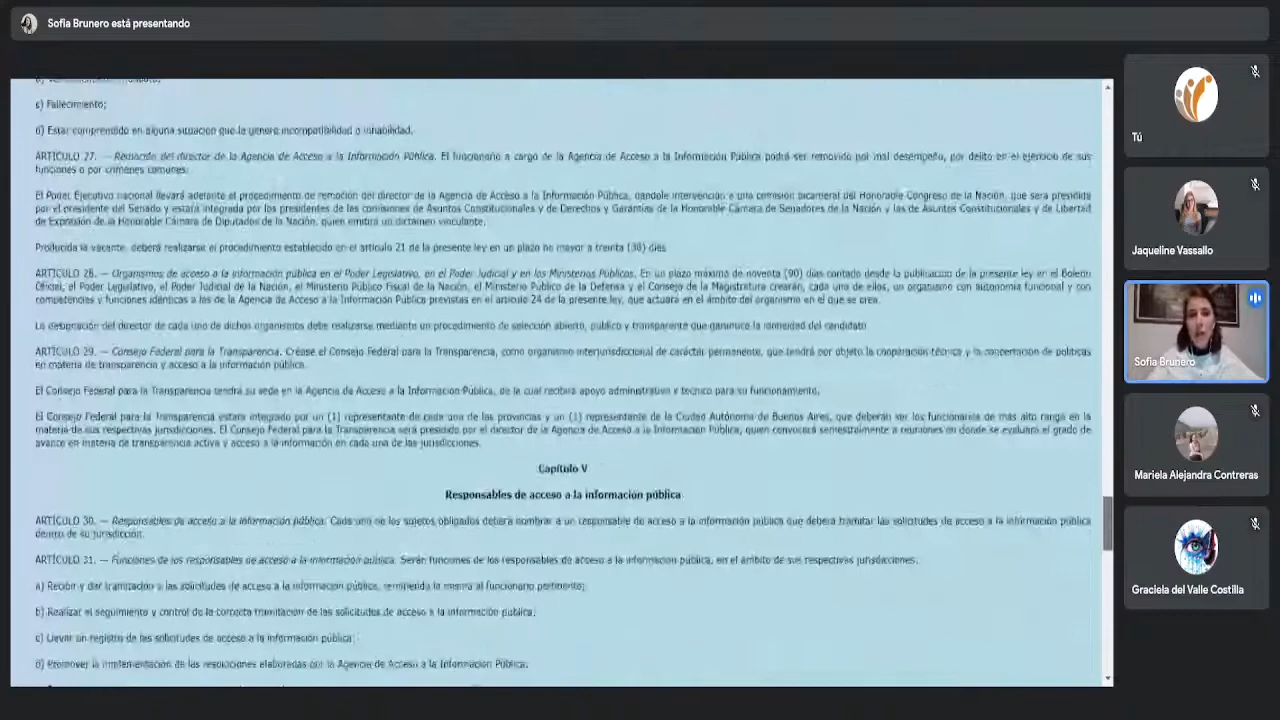 Sofia Brunero está presentando
c) Fallecimiento;
d) Estar comprendido en alguna situación que le genere incompatibilidad o inhabilidad.
ARTÍCULO 27. — Remoción del director de la Agencia de Acceso a la Información Pública. El funcionario a cargo de la Agencia de Acceso a la Información Pública podrá ser removido por mal desempeño, por delito en el ejercicio de sus
funciones o por crímenes comunes.
El Poder Ejecutivo nacional llevará adelante el procedimiento de remoción del director de la Agencia de Acceso a la Información Pública, dándole intervención a una comisión bicameral del Honorable Congreso de la Nación, que será presidida
por el presidente del Senado y estará integrada por los presidentes de las comisiones de Asuntos Constitucionales y de Derechos y Garantías de la Honorable Cámara de Senadores de la Nación y las de Asuntos Constitucionales y de Libertad
de Expresión de la Honorable Cámara de Diputados de la Nación, quien emitirá un dictamen vinculante.
Producida la vacante, deberá realizarse el procedimiento establecido en el artículo 21 de la presente ley en un plazo no mayor a treinta (30) días.
ARTÍCULO 28. — Organismos de acceso a la información pública en el Poder Legislativo, en el Poder Judicial y en los Ministerios Públicos. En un plazo máximo de noventa (90) días contado desde la publicación de la presente ley en el Boletín
Oficial, el Poder Legislativo, el Poder Judicial de la Nación, el Ministerio Público Fiscal de la Nación, el Ministerio Público de la Defensa y el Consejo de la Magistratura crearán, cada uno de ellos, un organismo con autonomía funcional y con
competencias y funciones idénticas a las de la Agencia de Acceso a la Información Pública previstas en el artículo 24 de la presente ley, que actuará en el ámbito del organismo en el que se crea.
La designación del director de cada uno de dichos organismos debe realizarse mediante un procedimiento de selección abierto, público y transparente que garantice la idoneidad del candidato.
ARTÍCULO 29. — Consejo Federal para la Transparencia. Créase el Consejo Federal para la Transparencia, como organismo interjurisdiccional de carácter permanente, que tendrá por objeto la cooperación técnica y la concertación de políticas
en materia de transparencia y acceso a la información pública.
El Consejo Federal para la Transparencia tendrá su sede en la Agencia de Acceso a la Información Pública, de la cual recibirá apoyo administrativo y técnico para su funcionamiento.
El Consejo Federal para la Transparencia estará integrado por un (1) representante de cada una de las provincias y un (1) representante de la Ciudad Autónoma de Buenos Aires, que deberán ser los funcionarios de más alto rango en la
materia de sus respectivas jurisdicciones. El Consejo Federal para la Transparencia será presidido por el director de la Agencia de Acceso a la Información Pública, quien convocará semestralmente a reuniones en donde se evaluará el grado de
avance en materia de transparencia activa y acceso a la información en cada una de las jurisdicciones.
Capítulo V
Responsables de acceso a la información pública
ARTÍCULO 30. — Responsables de acceso a la información pública. Cada uno de los sujetos obligados deberá nombrar a un responsable de acceso a la información pública que deberá tramitar las solicitudes de acceso a la información pública
dentro de su jurisdicción.
ARTÍCULO 31. — Funciones de los responsables de acceso a la información pública. Serán funciones de los responsables de acceso a la información pública, en el ámbito de sus respectivas jurisdicciones:
a) Recibir y dar tramitación a las solicitudes de acceso a la información pública, remitiendo la misma al funcionario pertinente;
b) Realizar el seguimiento y control de la correcta tramitación de las solicitudes de acceso a la información pública;
c) Llevar un registro de las solicitudes de acceso a la información pública;
d) Promover la implementación de las resoluciones elaboradas por la Agencia de Acceso a la Información Pública;
Tú
Jaqueline Vassallo
Sofia Brunero
Mariela Alejandra Contreras
Graciela del Valle Costilla